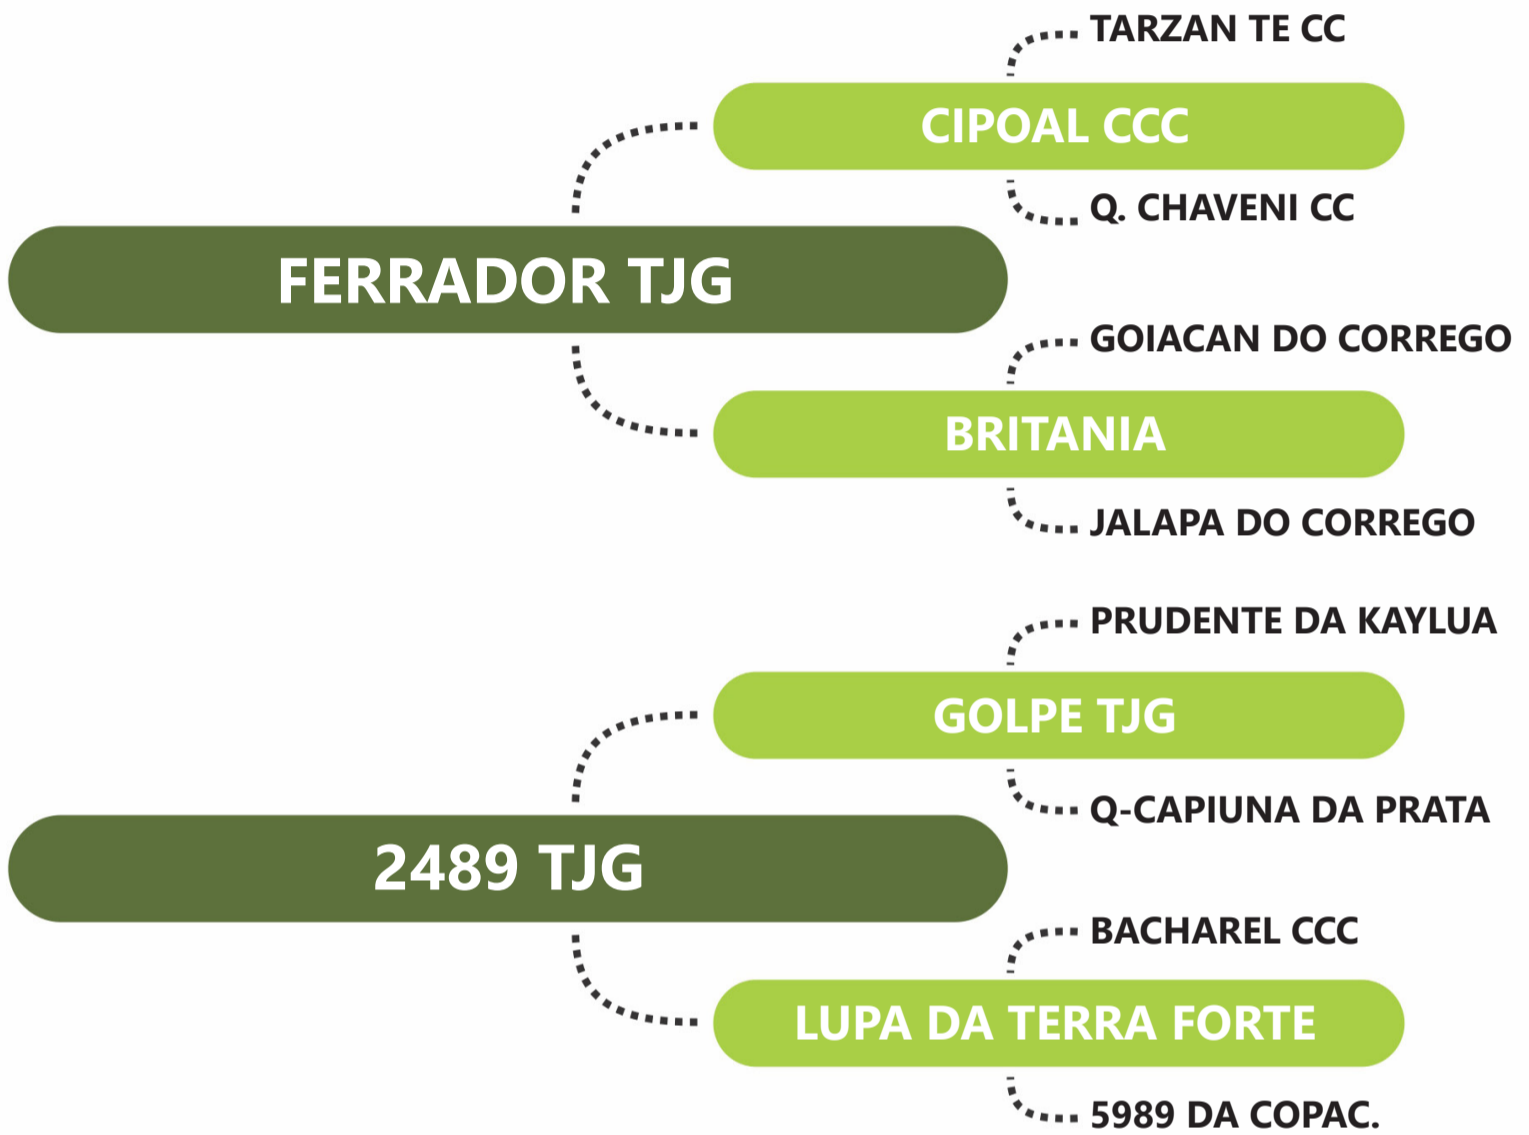 TARZAN TE CC
CIPOAL CCC
Q. CHAVENI CC
FERRADOR TJG
GOIACAN DO CORREGO
BRITANIA
JALAPA DO CORREGO
PRUDENTE DA KAYLUA
GOLPE TJG
Q-CAPIUNA DA PRATA
2489 TJG
BACHAREL CCC
LUPA DA TERRA FORTE
5989 DA COPAC.